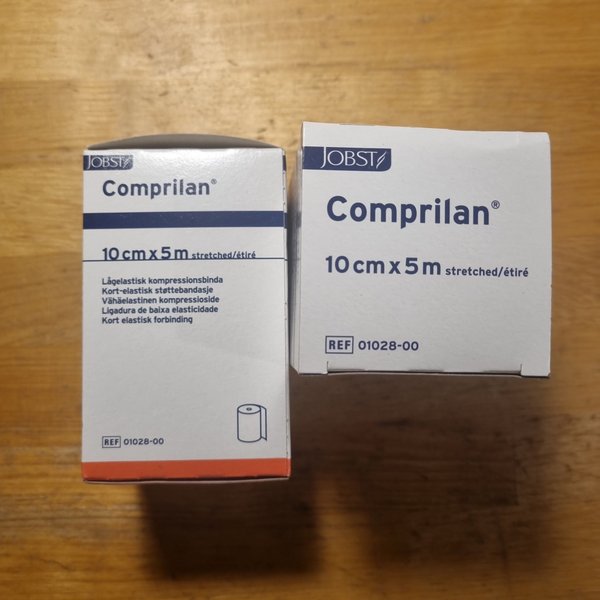 JOBST
Comprilan®
10 cm x 5 m stretched/étiré
Lågelastisk kompressionsbinda
Kort-elastisk støttebandasje
Vähäelastinen kompressioside
Ligadura de baixa elasticidade
Kort elastisk forbinding
REF 01028-00
JOBST
Comprilan®
10 cm x 5 m stretched/étiré
REF 01028-00